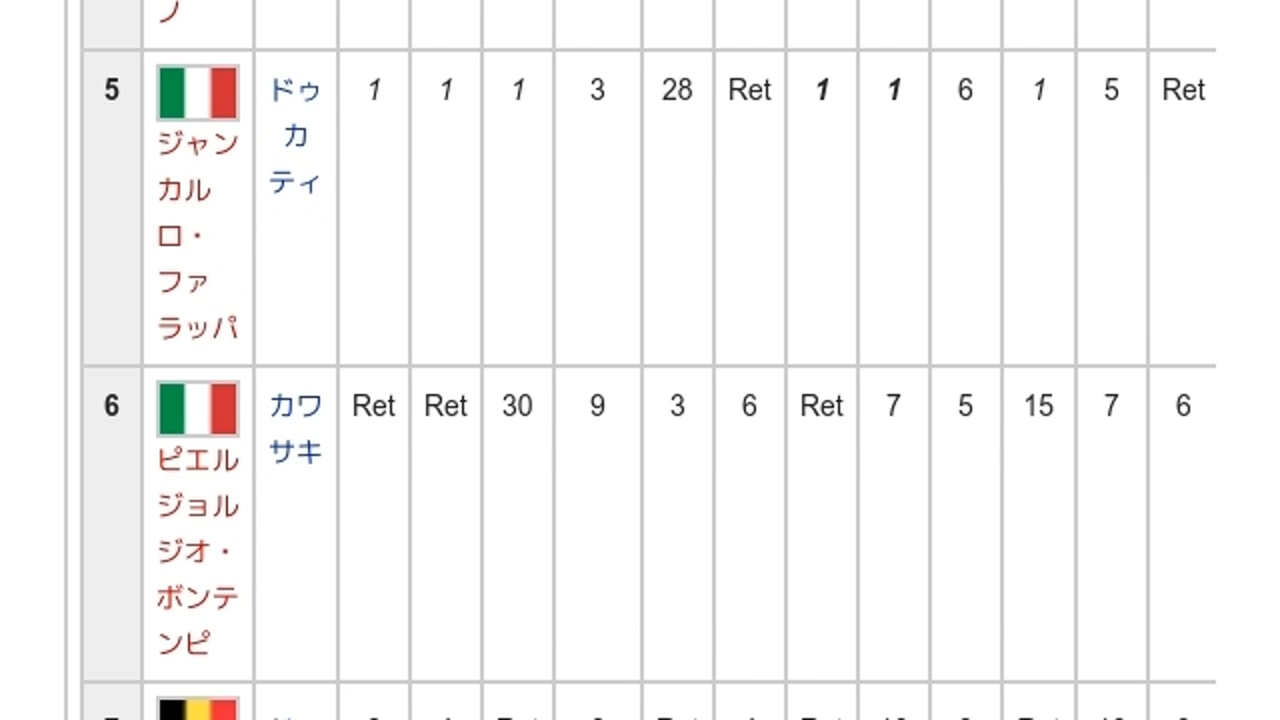 ノ
5
ジャン
カル
ロ・
ファ
ラッパ
ドゥ
カ
ティ
1 1 1 3 28 Ret 1 1 6 1 5 Ret
6
ピエル
ジョル
ジオ・
ボンテ
ンピ
カワ
サキ
Ret Ret 30 9 3 6 Ret 7 5 15 7 6